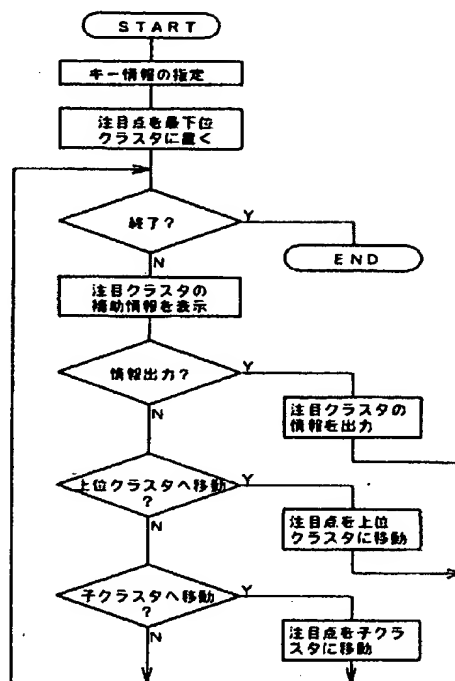 START
キー情報の指定
注目点を最下位
クラスタに置く
終了?
Y
N
END
注目クラスタの
補助情報を表示
情報出力?
Y
N
注目クラスタの
情報を出力
上位クラスタへ移動
?
Y
N
注目点を上位
クラスタに移動
子クラスタへ移動
?
Y
N
注目点を子クラ
スタに移動